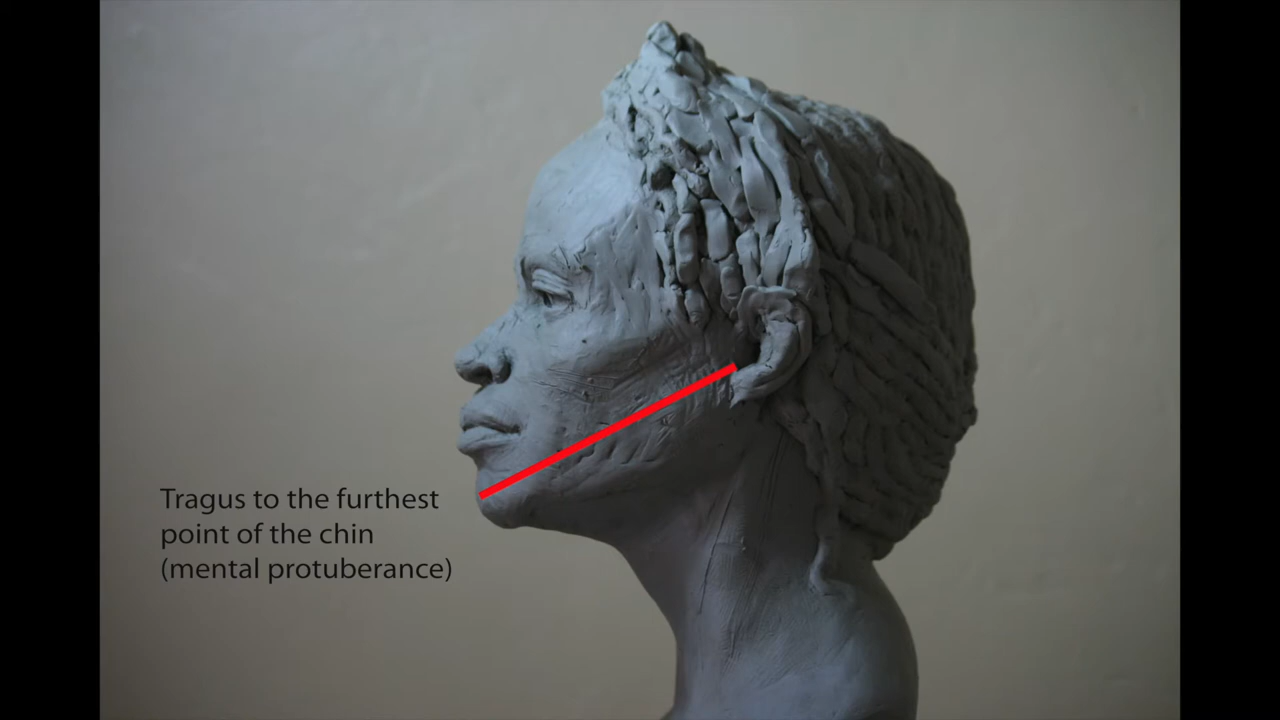 Tragus to the furthest
point of the chin
(mental protuberance)